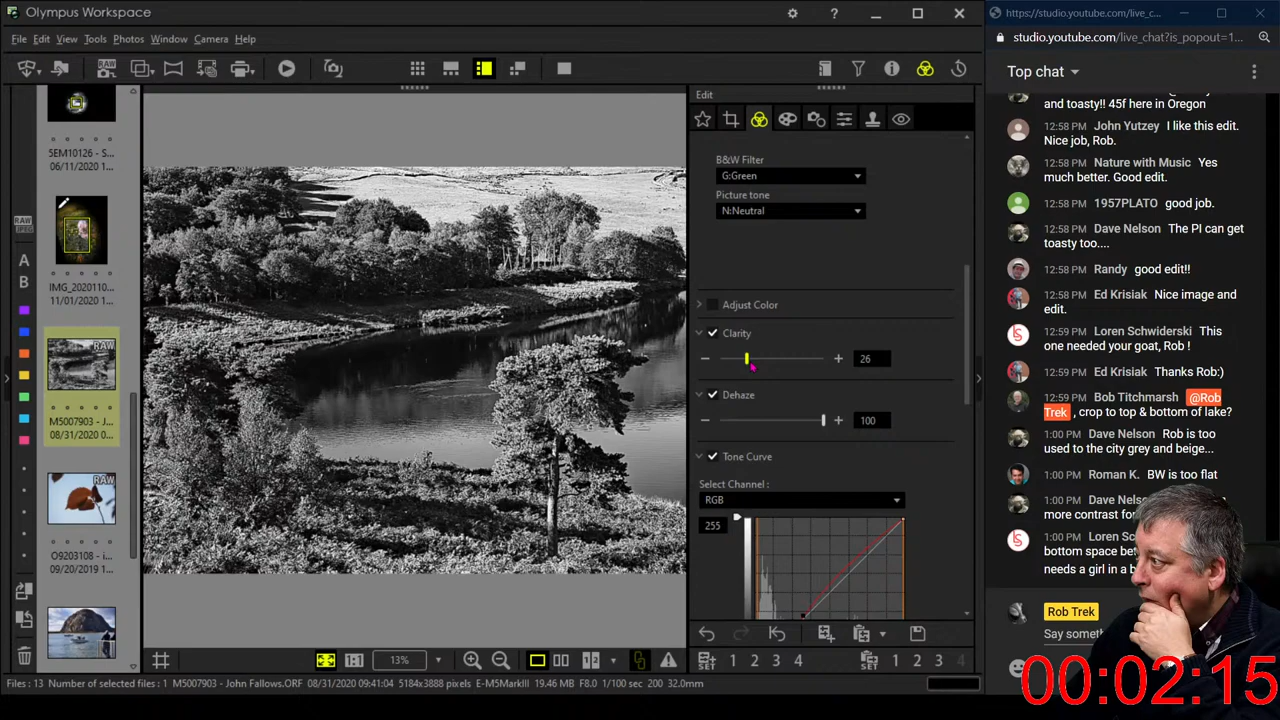 Olympus Workspace
https://studio.youtube.com/live_c...
studio.youtube.com/live_chat?is_popout=1...
File Edit View Tools Photos Window Camera Help
Top chat
Edit
and toasty!! 45f here in Oregon
12:58 PM John Yutzey I like this edit.
Nice job, Rob.
12:58 PM Nature with Music Yes
much better. Good edit.
12:58 PM 1957PLATO good job.
12:58 PM Dave Nelson The PI can get
toasty too....
12:58 PM Randy good edit!!
12:58 PM Ed Krisiak Nice image and
edit.
12:59 PM Loren Schwiderski This
one needed your goat, Rob !
12:59 PM Ed Krisiak Thanks Rob:)
12:59 PM Bob Titchmarsh @Rob
Trek , crop to top & bottom of lake?
1:00 PM Dave Nelson Rob is too
used to the city grey and beige...
1:00 PM Roman K. BW is too flat
1:00 PM Dave Nels
more contrast fo
1:00 PM Loren Sc
bottom space be
needs a girl in a b
Rob Trek
Say someth
00:02:15
5EM10126 - S...
06/11/2020 0...
IMG_2020110...
11/01/2020 ...
RAW
JPEG
A
B
RAW
M5007903 - J...
08/31/2020 0...
RAW
O9203108 - i...
09/20/2019 1...
B&W Filter
G:Green
Picture tone
N:Neutral
Adjust Color
Clarity
26
Dehaze
100
Tone Curve
Select Channel :
RGB
255
1:1
13%
1 2
1 2 3 4
1 2 3 4
Files : 13 Number of selected files : 1 M5007903 - John Fallows.ORF 08/31/2020 09:41:04 5184x3888 pixels E-M5MarkIII 19.46 MB F8.0 1/100 sec 200 32.0mm